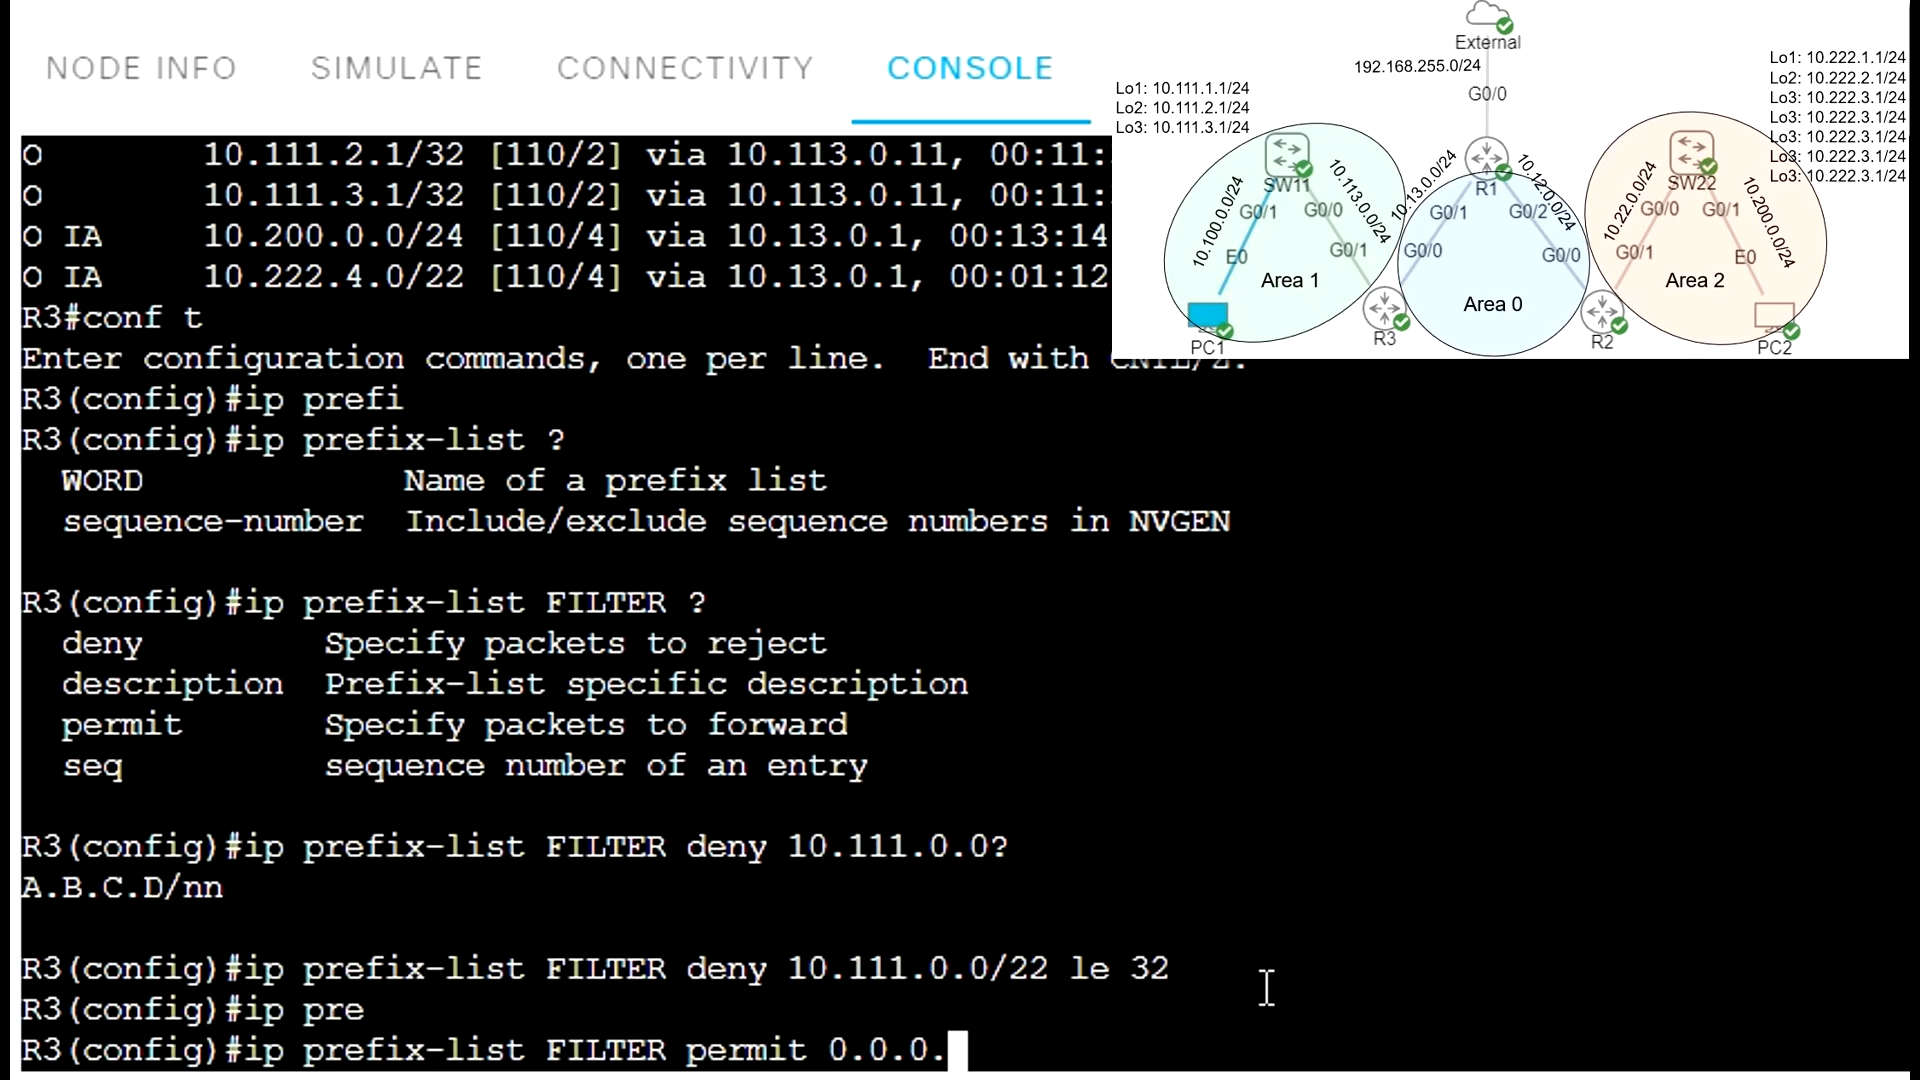 NODE INFO SIMULATE CONNECTIVITY CONSOLE
O 10.111.2.1/32 [110/2] via 10.113.0.11, 00:11:
O 10.111.3.1/32 [110/2] via 10.113.0.11, 00:11:
O IA 10.200.0.0/24 [110/4] via 10.13.0.1, 00:13:14
O IA 10.222.4.0/22 [110/4] via 10.13.0.1, 00:01:12
R3#conf t
Enter configuration commands, one per line. End with CNTL/Z.
R3(config)#ip prefi
R3(config)#ip prefix-list ?
WORD Name of a prefix list
sequence-number Include/exclude sequence numbers in NVGEN
R3(config)#ip prefix-list FILTER ?
deny Specify packets to reject
description Prefix-list specific description
permit Specify packets to forward
seq sequence number of an entry
R3(config)#ip prefix-list FILTER deny 10.111.0.0?
A.B.C.D/nn
R3(config)#ip prefix-list FILTER deny 10.111.0.0/22 le 32
R3(config)#ip pre
R3(config)#ip prefix-list FILTER permit 0.0.0.
External
192.168.255.0/24
G0/0
Lo1: 10.111.1.1/24
Lo2: 10.111.2.1/24
Lo3: 10.111.3.1/24
Lo1: 10.222.1.1/24
Lo2: 10.222.2.1/24
Lo3: 10.222.3.1/24
Lo3: 10.222.3.1/24
Lo3: 10.222.3.1/24
Lo3: 10.222.3.1/24
Lo3: 10.222.3.1/24
SW11
10.100.0.0/24
10.113.0.0/24
G0/1 G0/0
E0
G0/1
Area 1
PC1
R3
10.13.0.0/24
R1
10.12.0.0/24
G0/1 G0/2
G0/0 G0/0
Area 0
R2
SW22
10.22.0.0/24
10.200.0.0/24
G0/0 G0/1
G0/1 E0
Area 2
PC2